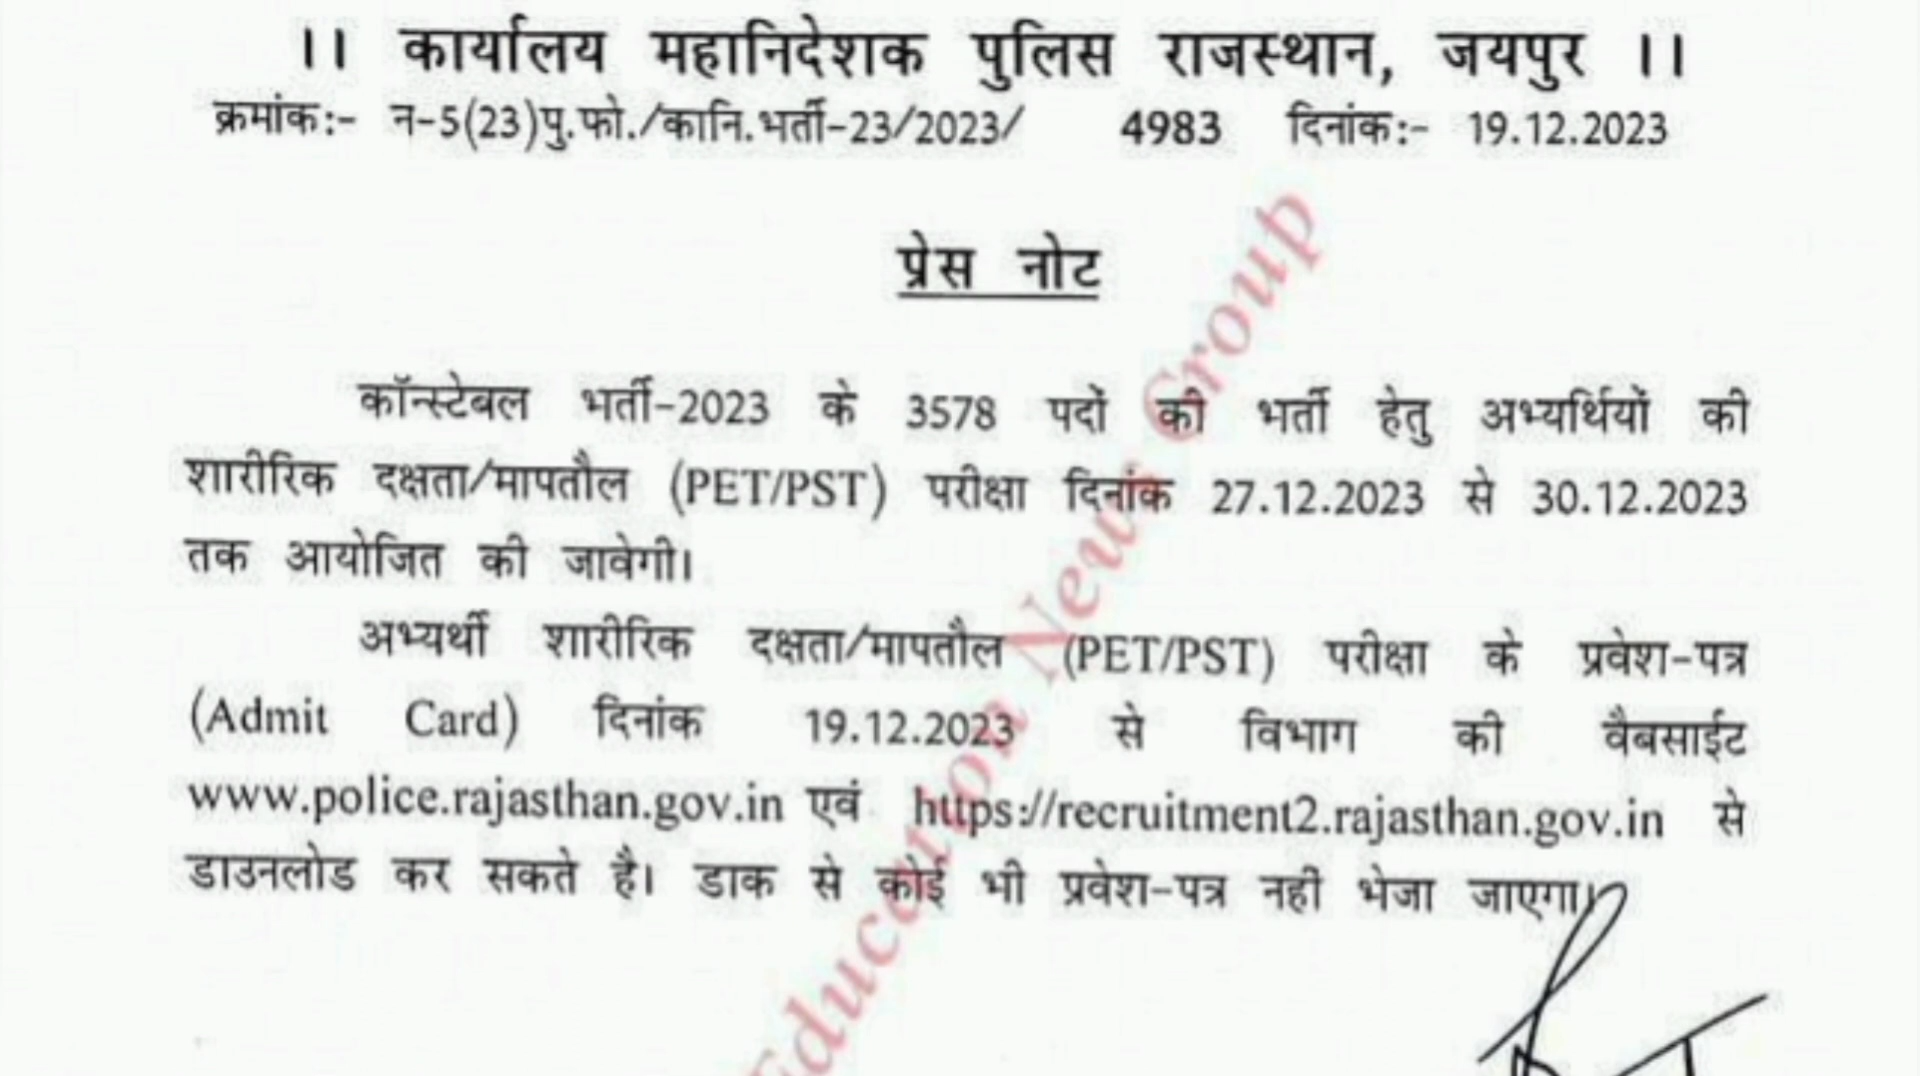 ।। कार्यालय महानिदेशक पुलिस राजस्थान, जयपुर ।।
क्रमांक:- न-5(23)पु.फो./कानि.भर्ती-23/2023/ 4983 दिनांक:- 19.12.2023
प्रेस नोट
कॉन्स्टेबल भर्ती-2023 के 3578 पदों की भर्ती हेतु अभ्यर्थियों की
शारीरिक दक्षता/मापतौल (PET/PST) परीक्षा दिनांक 27.12.2023 से 30.12.2023
तक आयोजित की जावेगी।
अभ्यर्थी शारीरिक दक्षता/मापतौल (PET/PST) परीक्षा के प्रवेश-पत्र
(Admit Card) दिनांक 19.12.2023 से विभाग की वैबसाईट
www.police.rajasthan.gov.in एवं https://recruitment2.rajasthan.gov.in से
डाउनलोड कर सकते है। डाक से कोई भी प्रवेश-पत्र नही भेजा जाएगा।
Education News Group